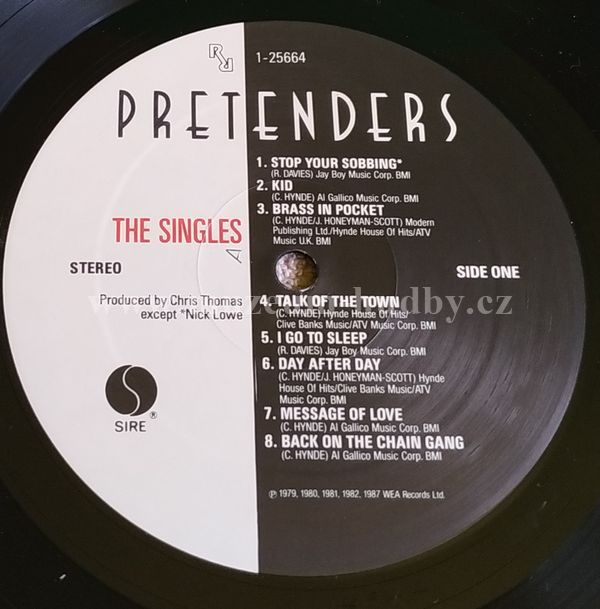 1-25664
PRETENDERS
1. STOP YOUR SOBBING*
(R. DAVIES) Jay Boy Music Corp. BMI
2. KID
(C. HYNDE) Al Gallico Music Corp. BMI
3. BRASS IN POCKET
(C. HYNDE/J. HONEYMAN-SCOTT) Modern
Publishing Ltd./Hynde House Of Hits/ATV
Music U.K. BMI
THE SINGLES
A
STEREO
SIDE ONE
Produced by Chris Thomas
except *Nick Lowe
4. TALK OF THE TOWN
(C. HYNDE) Hynde House Of Hits/
Clive Banks Music/ATV Music Corp. BMI
5. I GO TO SLEEP
(R. DAVIES) Jay Boy Music Corp. BMI
6. DAY AFTER DAY
(C. HYNDE/J. HONEYMAN-SCOTT) Hynde
House Of Hits/Clive Banks Music/ATV
Music Corp. BMI
7. MESSAGE OF LOVE
(C. HYNDE) Al Gallico Music Corp. BMI
8. BACK ON THE CHAIN GANG
(C. HYNDE) Al Gallico Music Corp. BMI
SIRE ®
℗ 1979, 1980, 1981, 1982, 1987 WEA Records Ltd.